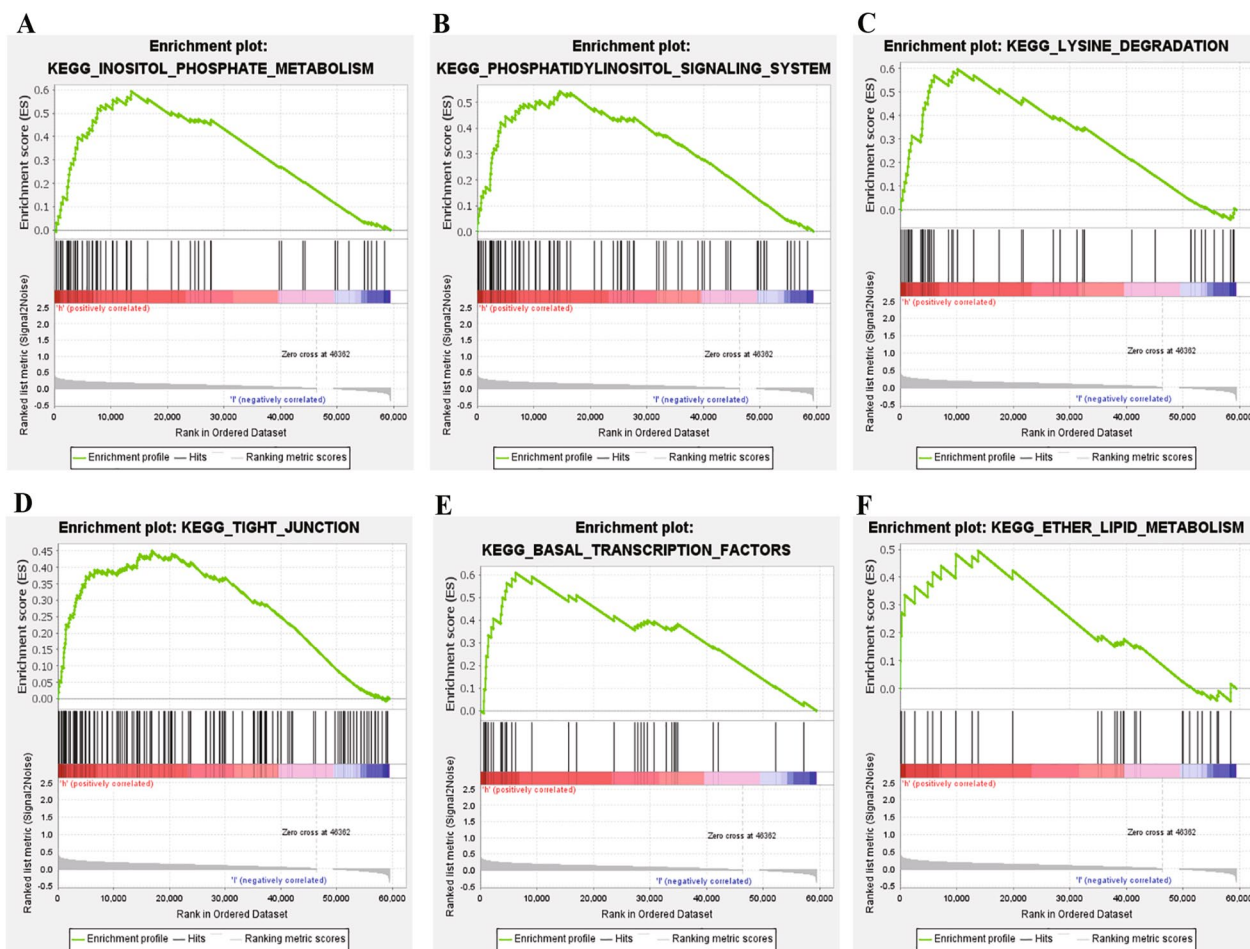 A
Enrichment plot:
KEGG_INOSITOL_PHOSPHATE_METABOLISM
Enrichment score (ES)
0.6
0.5
0.4
0.3
0.2
0.1
0.0
'h' (positively correlated)
Ranked list metric (Signal2Noise)
2.5
2.0
1.5
1.0
0.5
0.0
-0.5
Zero cross at 46362
'l' (negatively correlated)
0 10,000 20,000 30,000 40,000 50,000 60,000
Rank in Ordered Dataset
Enrichment profile Hits Ranking metric scores
B
Enrichment plot:
KEGG_PHOSPHATIDYLINOSITOL_SIGNALING_SYSTEM
Enrichment score (ES)
0.5
0.4
0.3
0.2
0.1
0.0
'h' (positively correlated)
Ranked list metric (Signal2Noise)
2.5
2.0
1.5
1.0
0.5
0.0
-0.5
Zero cross at 46362
'l' (negatively correlated)
0 10,000 20,000 30,000 40,000 50,000 60,000
Rank in Ordered Dataset
Enrichment profile Hits Ranking metric scores
C
Enrichment plot: KEGG_LYSINE_DEGRADATION
Enrichment score (ES)
0.6
0.5
0.4
0.3
0.2
0.1
0.0
'h' (positively correlated)
Ranked list metric (Signal2Noise)
2.5
2.0
1.5
1.0
0.5
0.0
-0.5
Zero cross at 46362
'l' (negatively correlated)
0 10,000 20,000 30,000 40,000 50,000 60,000
Rank in Ordered Dataset
Enrichment profile Hits Ranking metric scores
D
Enrichment plot: KEGG_TIGHT_JUNCTION
Enrichment score (ES)
0.45
0.40
0.35
0.30
0.25
0.20
0.15
0.10
0.05
0.00
'h' (positively correlated)
Ranked list metric (Signal2Noise)
2.5
2.0
1.5
1.0
0.5
0.0
-0.5
Zero cross at 46362
'l' (negatively correlated)
0 10,000 20,000 30,000 40,000 50,000 60,000
Rank in Ordered Dataset
Enrichment profile Hits Ranking metric scores
E
Enrichment plot:
KEGG_BASAL_TRANSCRIPTION_FACTORS
Enrichment score (ES)
0.6
0.5
0.4
0.3
0.2
0.1
0.0
'h' (positively correlated)
Ranked list metric (Signal2Noise)
2.5
2.0
1.5
1.0
0.5
0.0
-0.5
Zero cross at 46362
'l' (negatively correlated)
0 10,000 20,000 30,000 40,000 50,000 60,000
Rank in Ordered Dataset
Enrichment profile Hits Ranking metric scores
F
Enrichment plot: KEGG_ETHER_LIPID_METABOLISM
Enrichment score (ES)
0.5
0.4
0.3
0.2
0.1
0.0
'h' (positively correlated)
Ranked list metric (Signal2Noise)
2.5
2.0
1.5
1.0
0.5
0.0
-0.5
Zero cross at 46362
'l' (negatively correlated)
0 10,000 20,000 30,000 40,000 50,000
Rank in Ordered Dataset
Enrichment profile Hits Ranking metric scores